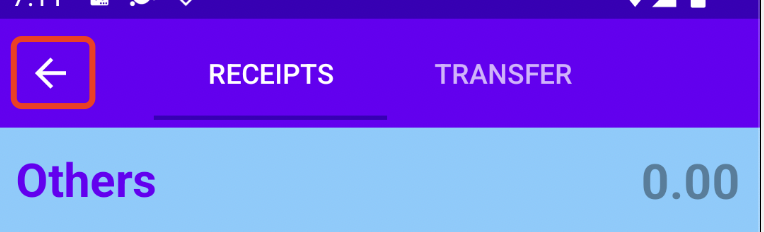 RECEIPTS TRANSFER
Others 0.00